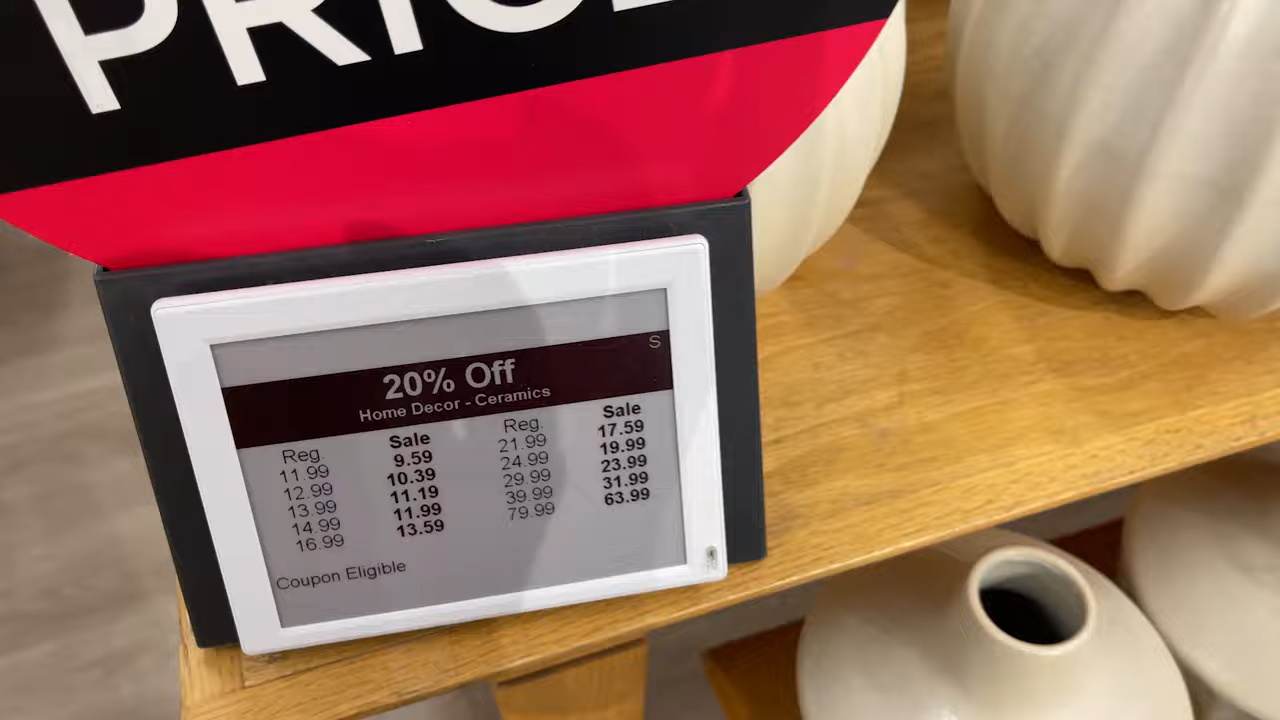 PRICE
S
20% Off
Home Decor - Ceramics
Reg. Sale Reg. Sale
11.99 9.59 21.99 17.59
12.99 10.39 24.99 19.99
13.99 11.19 29.99 23.99
14.99 11.99 39.99 31.99
16.99 13.59 79.99 63.99
Coupon Eligible